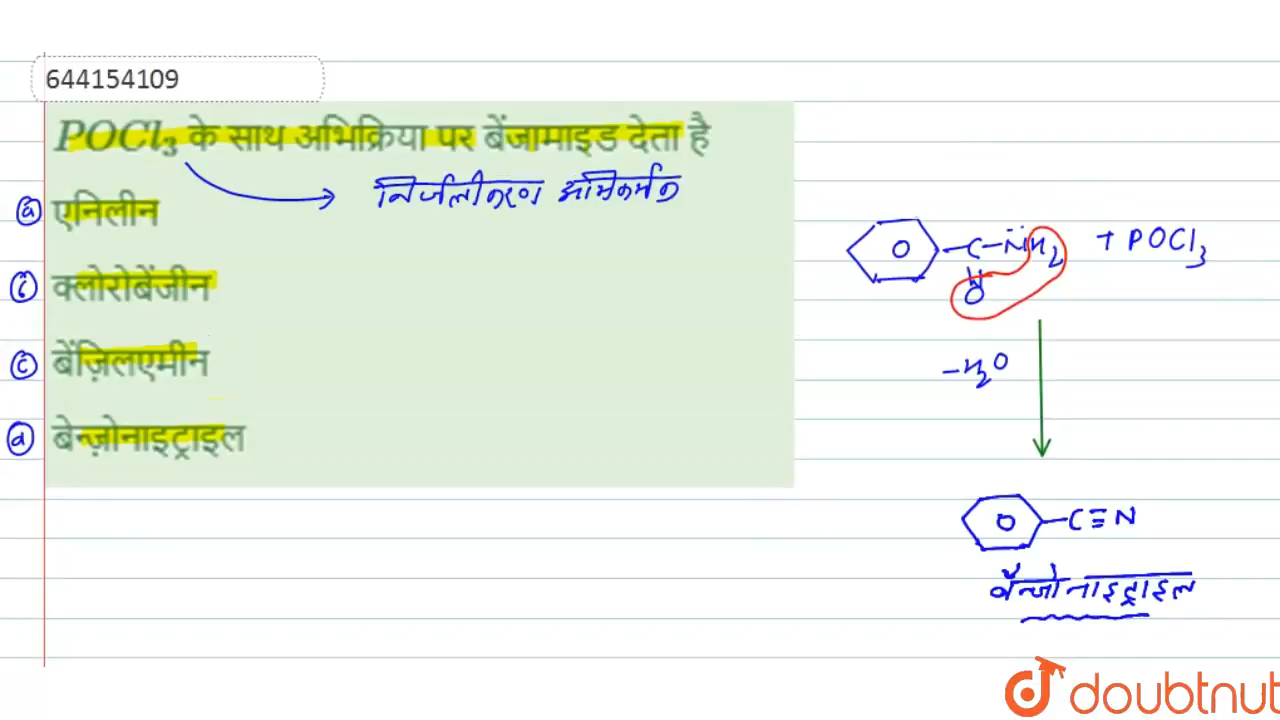 644154109
POCl₃ के साथ अभिक्रिया पर बेंजामाइड देता है
निर्जलीकरण अभिकर्मक
ⓐ एनिलीन
ⓑ क्लोरोबेंजीन
ⓒ बेंज़िलएमीन
ⓓ बेन्ज़ोनाइट्राइल
O C-NH₂ + POCl₃
O
-H₂O
O C≡N
बेन्जोनाइट्राइल
doubtnut